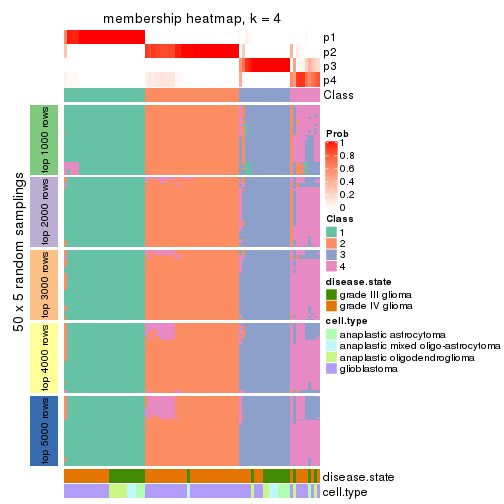 membership heatmap, k = 4
p1
p2
p3
p4
Class
50 x 5 random samplings
top 1000 rows
top 2000 rows
top 3000 rows
top 4000 rows
top 5000 rows
Prob
1
0.8
0.6
0.4
0.2
0
Class
1
2
3
4
disease.state
grade III glioma
grade IV glioma
cell.type
anaplastic astrocytoma
anaplastic mixed oligo-astrocytoma
anaplastic oligodendroglioma
glioblastoma
disease.state
cell.type